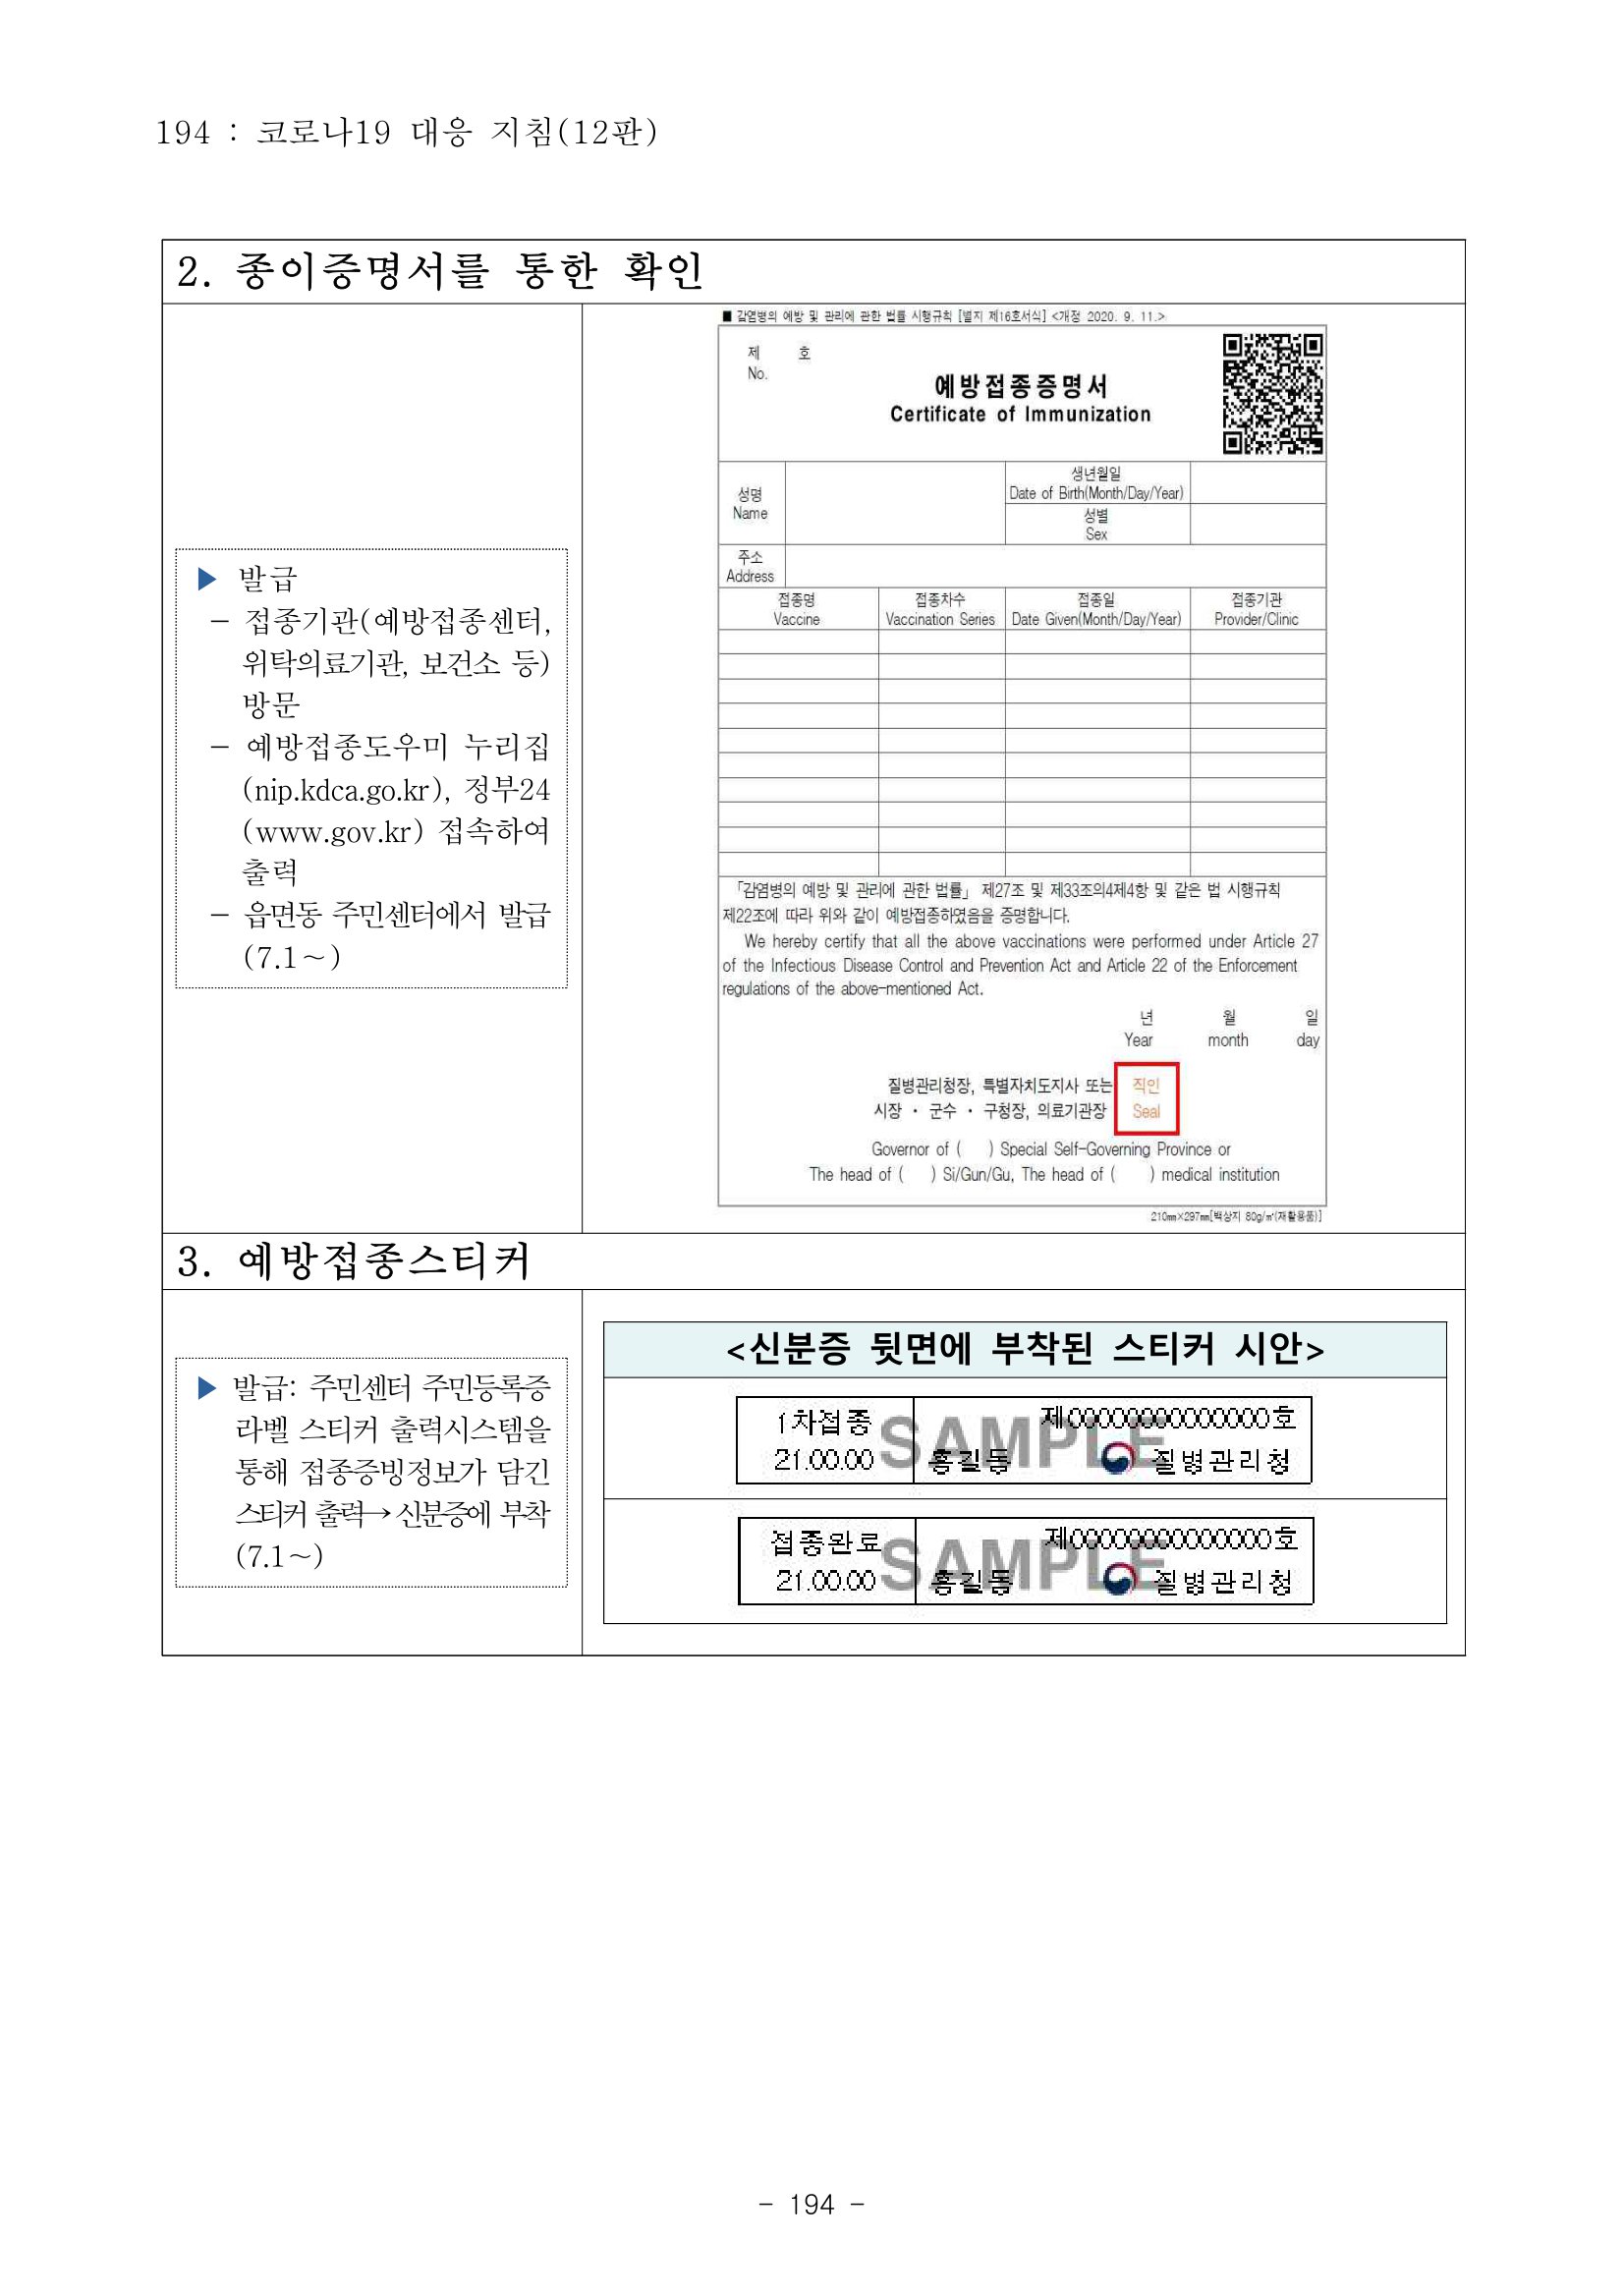 194 : 코로나19 대응 지침(12판)
2. 종이증명서를 통한 확인
▶ 발급
- 접종기관(예방접종센터,
위탁의료기관, 보건소 등)
방문
- 예방접종도우미 누리집
(nip.kdca.go.kr), 정부24
(www.gov.kr) 접속하여
출력
- 읍면동 주민센터에서 발급
(7.1~)
■ 감염병의 예방 및 관리에 관한 법률 시행규칙 [별지 제16호서식] <개정 2020. 9. 11.>
제 호
No.
예방접종증명서
Certificate of Immunization
성명
Name
생년월일
Date of Birth(Month/Day/Year)
성별
Sex
주소
Address
접종명 접종차수 접종일 접종기관
Vaccine Vaccination Series Date Given(Month/Day/Year) Provider/Clinic
「감염병의 예방 및 관리에 관한 법률」 제27조 및 제33조의4제4항 및 같은 법 시행규칙
제22조에 따라 위와 같이 예방접종하였음을 증명합니다.
We hereby certify that all the above vaccinations were performed under Article 27
of the Infectious Disease Control and Prevention Act and Article 22 of the Enforcement
regulations of the above-mentioned Act.
년 월 일
Year month day
질병관리청장, 특별자치도지사 또는 직인
시장 · 군수 · 구청장, 의료기관장 Seal
Governor of ( ) Special Self-Governing Province or
The head of ( ) Si/Gun/Gu, The head of ( ) medical institution
210㎜×297㎜[백상지 80g/㎡(재활용품)]
3. 예방접종스티커
▶ 발급: 주민센터 주민등록증
라벨 스티커 출력시스템을
통해 접종증빙정보가 담긴
스티커 출력→신분증에 부착
(7.1~)
<신분증 뒷면에 부착된 스티커 시안>
1차접종 제00000000000000호
SAMPLE
21.00.00 홍길동 질병관리청
접종완료 제00000000000000호
SAMPLE
21.00.00 홍길동 질병관리청
- 194 -